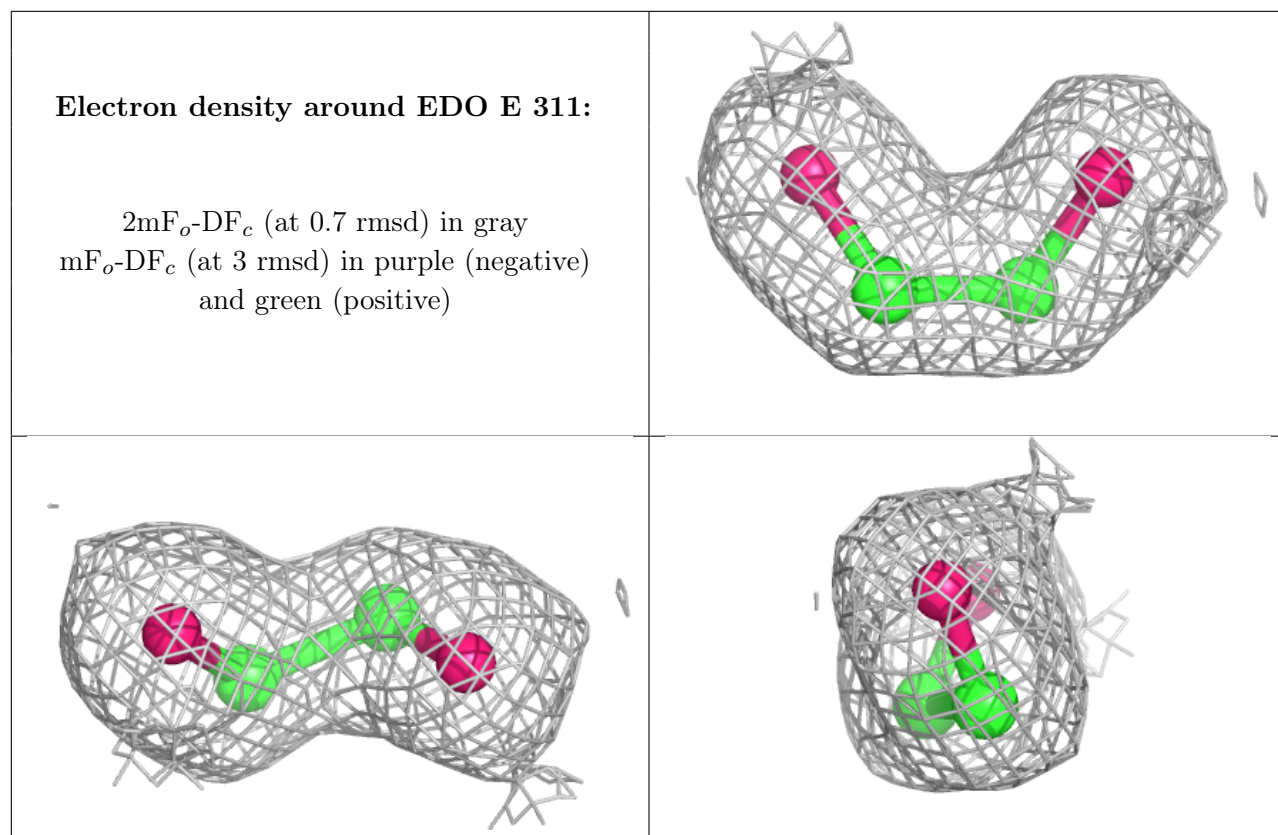 Electron density around EDO E 311:
2mFo-DFc (at 0.7 rmsd) in gray
mFo-DFc (at 3 rmsd) in purple (negative)
and green (positive)